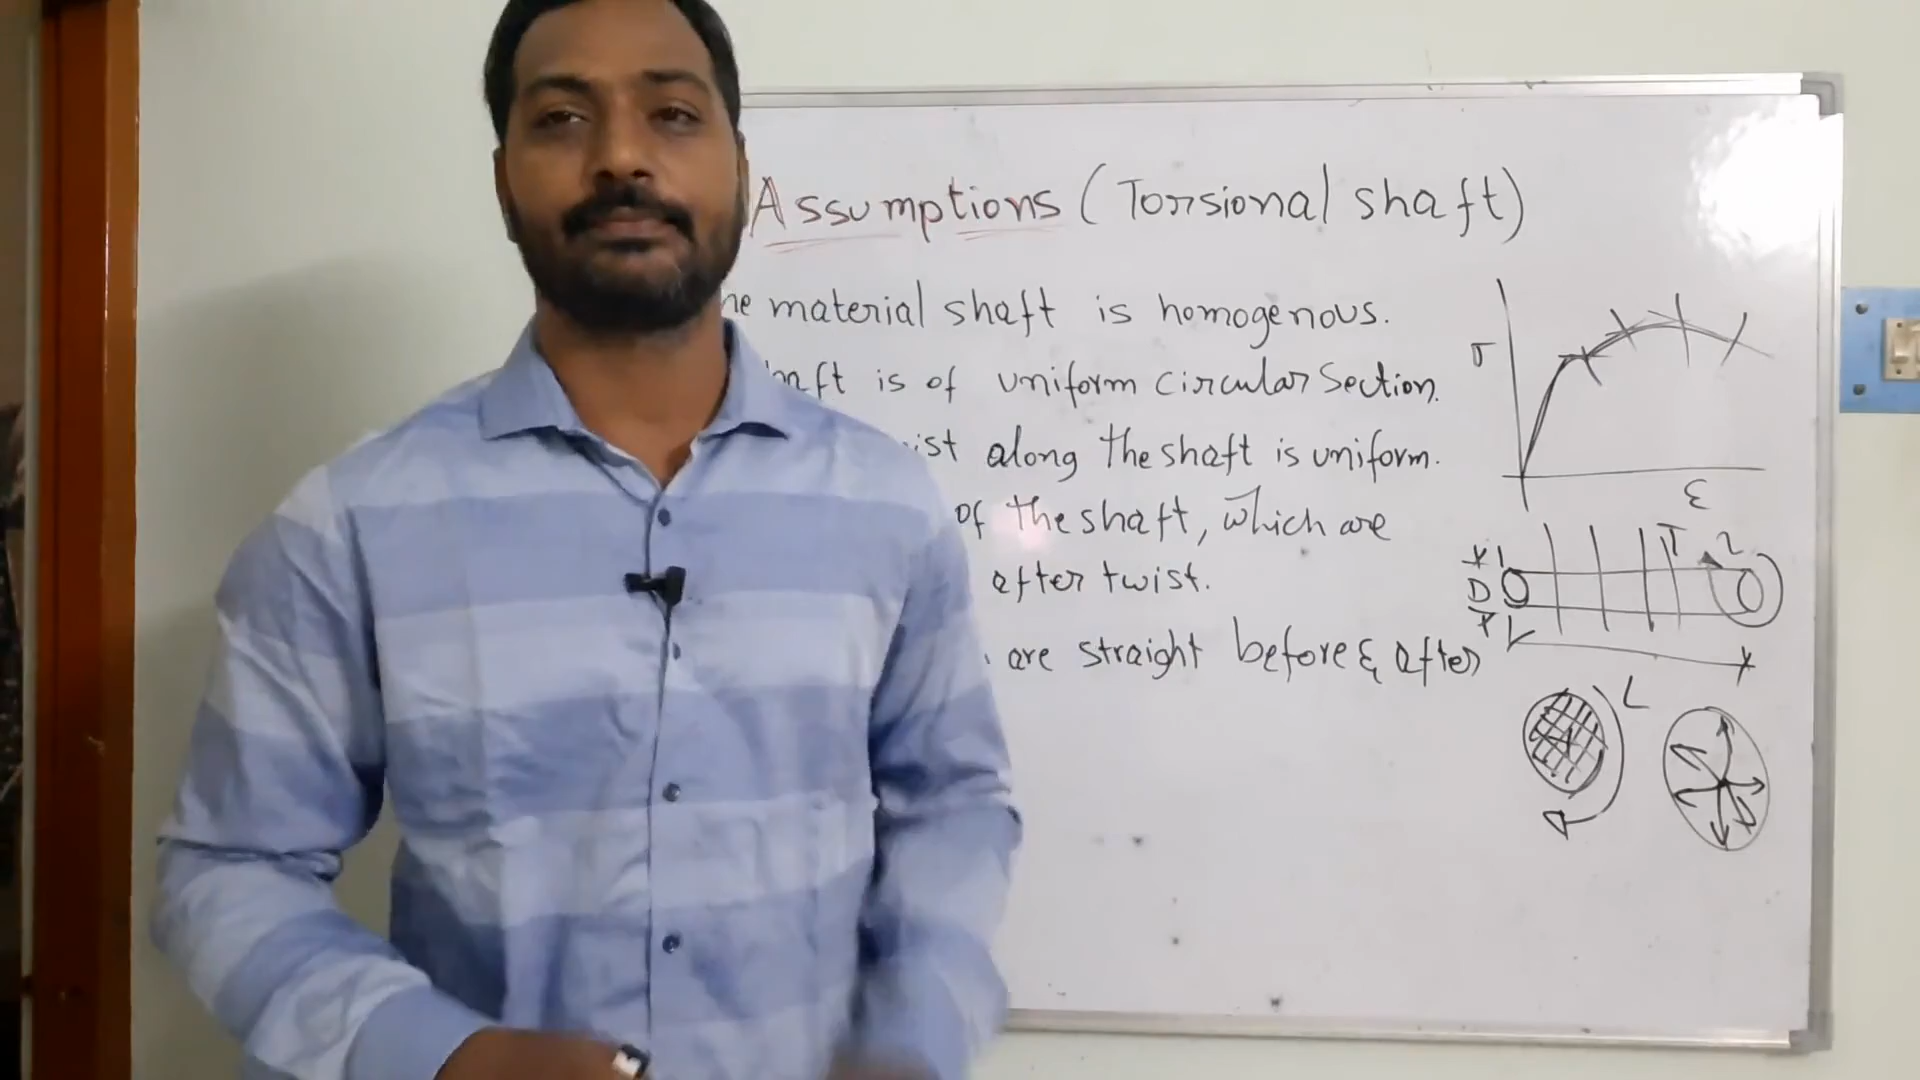 Assumptions (Torsional shaft)
material shaft is homogenous.
is of uniform circular section.
along the shaft is uniform.
of the shaft, which are
after twist.
are straight before & after
σ
ε
T
D
L